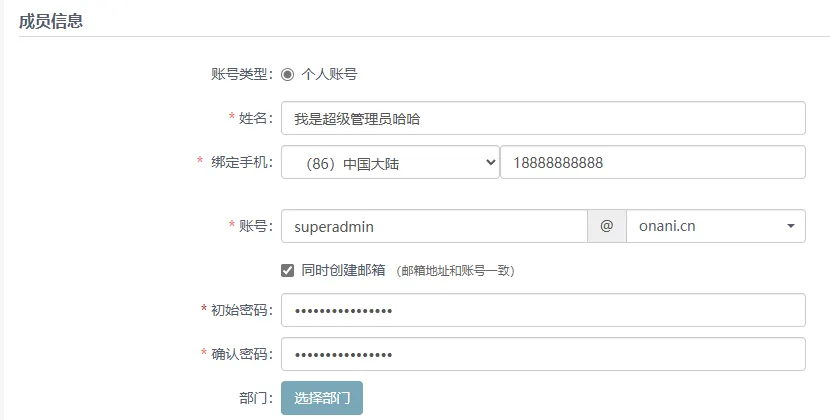 成员信息
账号类型： 个人账号
* 姓名： 我是超级管理员哈哈
* 绑定手机： （86）中国大陆 18888888888
* 账号： superadmin @ onani.cn
同时创建邮箱 （邮箱地址和账号一致）
* 初始密码： ••••••••••••••••
* 确认密码： ••••••••••••••••
部门： 选择部门